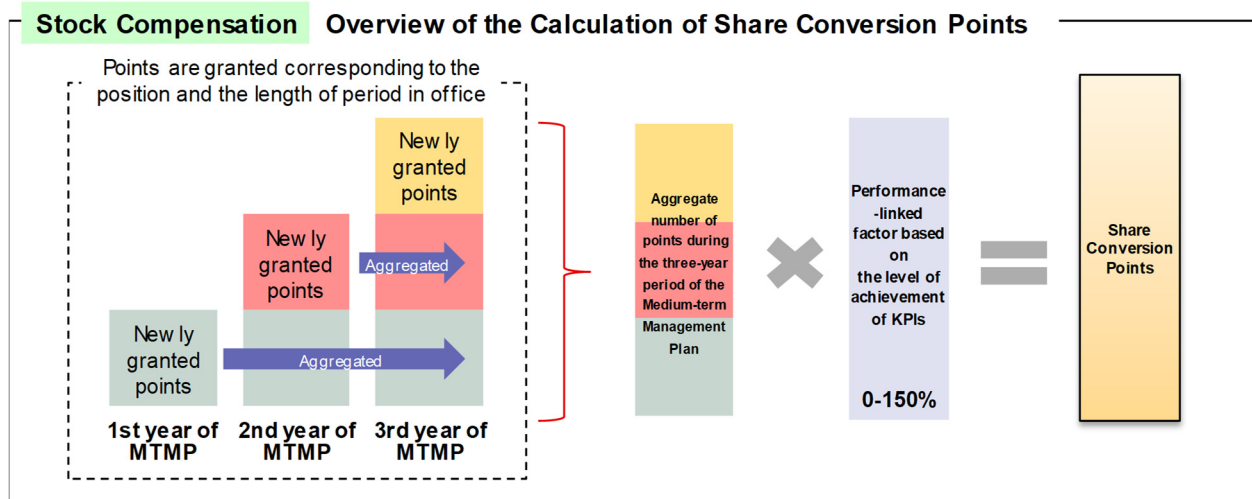 Stock Compensation Overview of the Calculation of Share Conversion Points
Points are granted corresponding to the
position and the length of period in office
New ly
granted
points
New ly
granted
points
Aggregated
New ly
granted
points
Aggregated
1st year of
MTMP
2nd year of
MTMP
3rd year of
MTMP
Aggregate
number of
points during
the three-year
period of the
Medium-term
Management
Plan
Performance
-linked
factor based
on
the level of
achievement
of KPIs
0-150%
Share
Conversion
Points